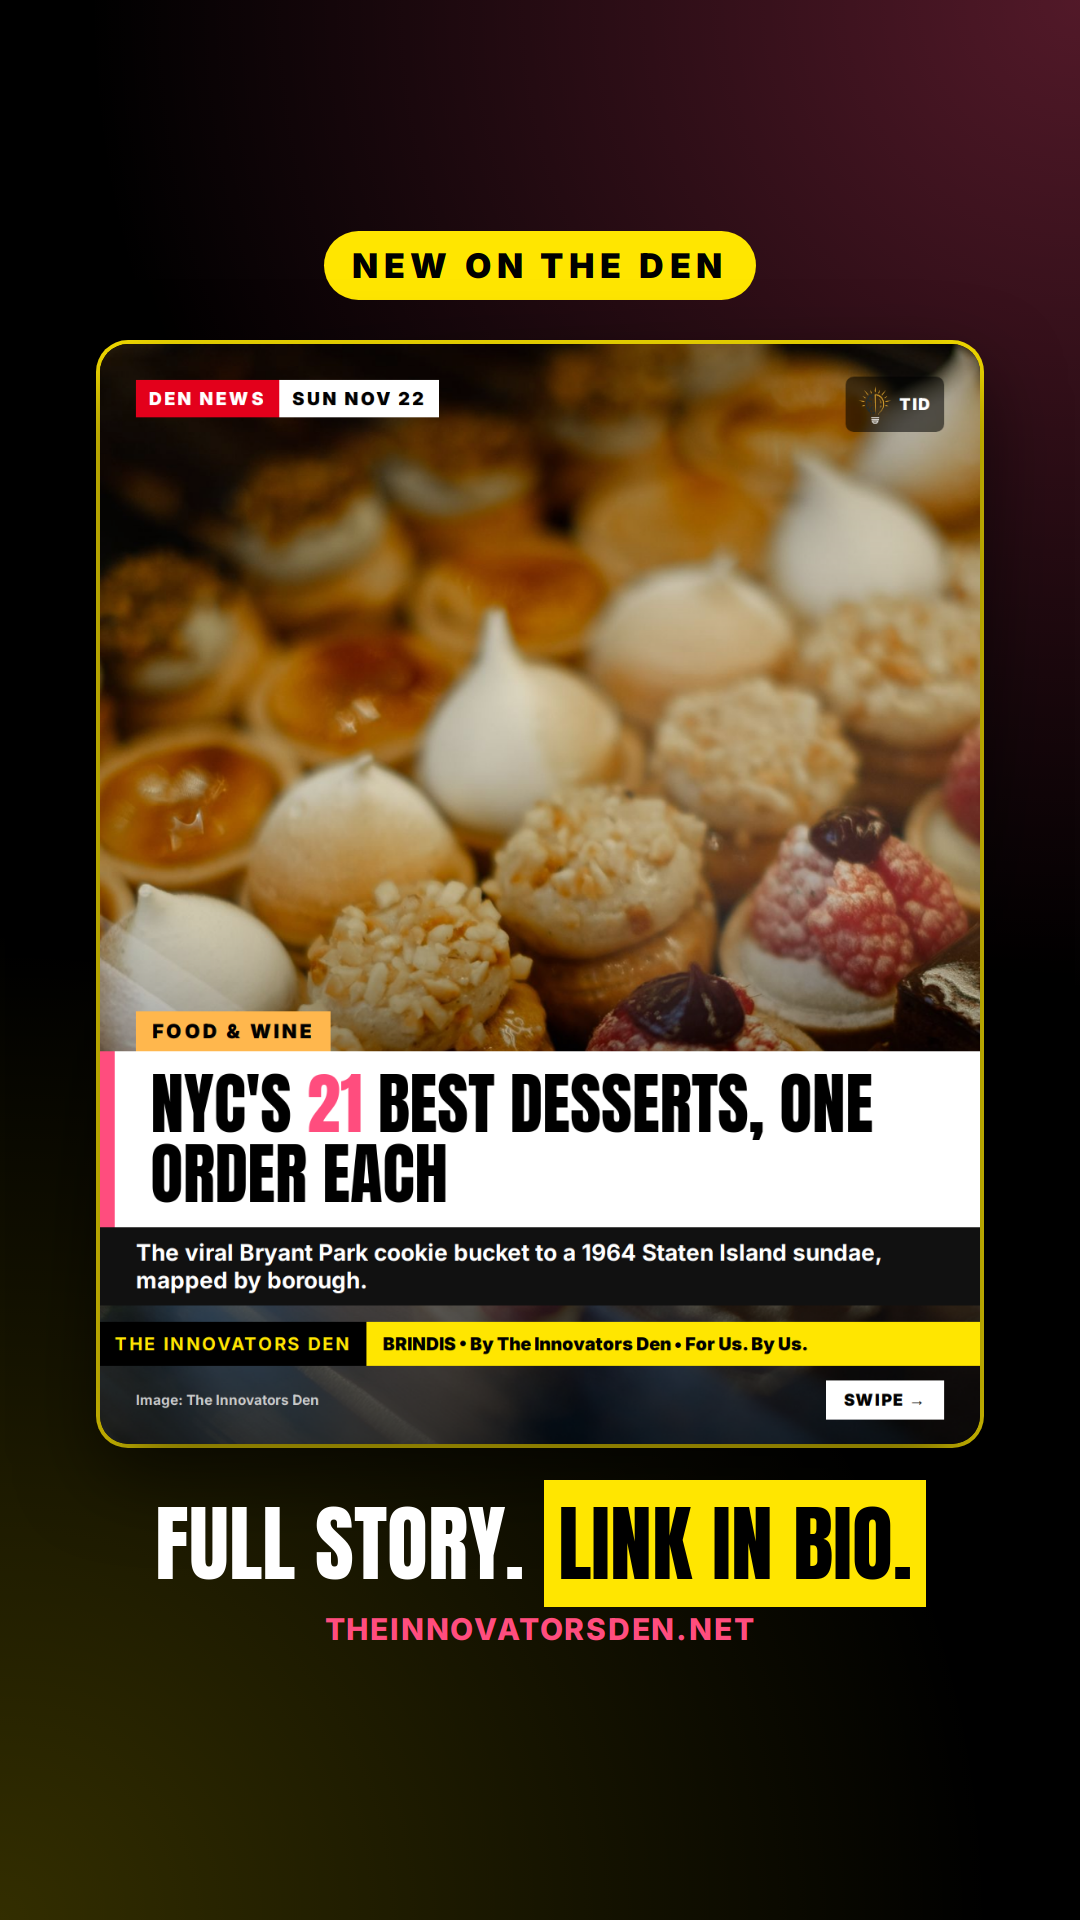 NEW ON THE DEN
DEN NEWS SUN NOV 22
TID
FOOD & WINE
NYC'S 21 BEST DESSERTS, ONE
ORDER EACH
The viral Bryant Park cookie bucket to a 1964 Staten Island sundae,
mapped by borough.
THE INNOVATORS DEN BRINDIS • By The Innovators Den • For Us. By Us.
Image: The Innovators Den
SWIPE →
FULL STORY. LINK IN BIO.
THEINNOVATORSDEN.NET